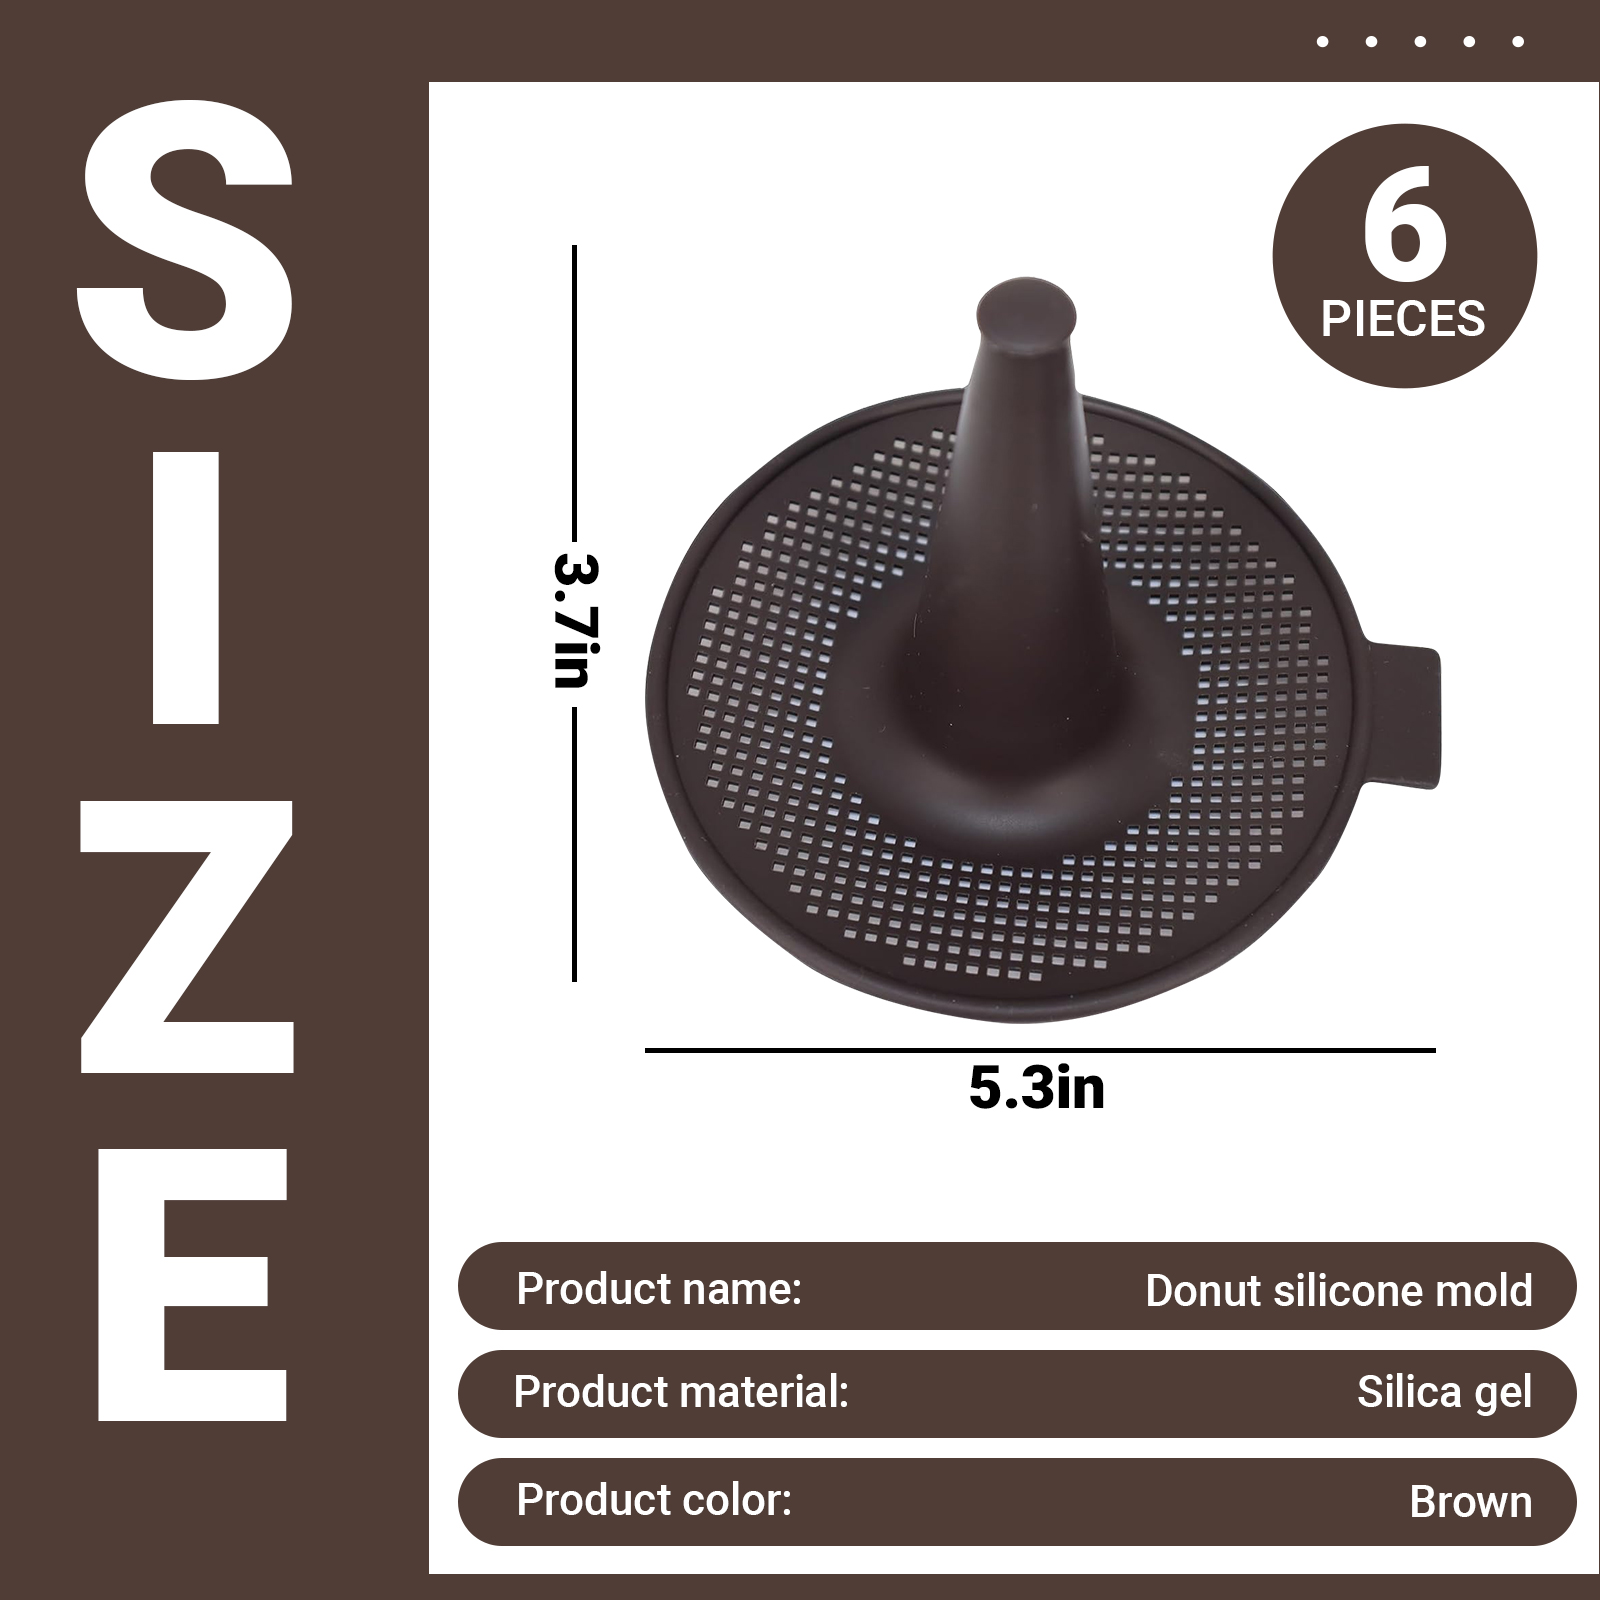 SIZE
6
PIECES
3.7in
5.3in
Product name: Donut silicone mold
Product material: Silica gel
Product color: Brown